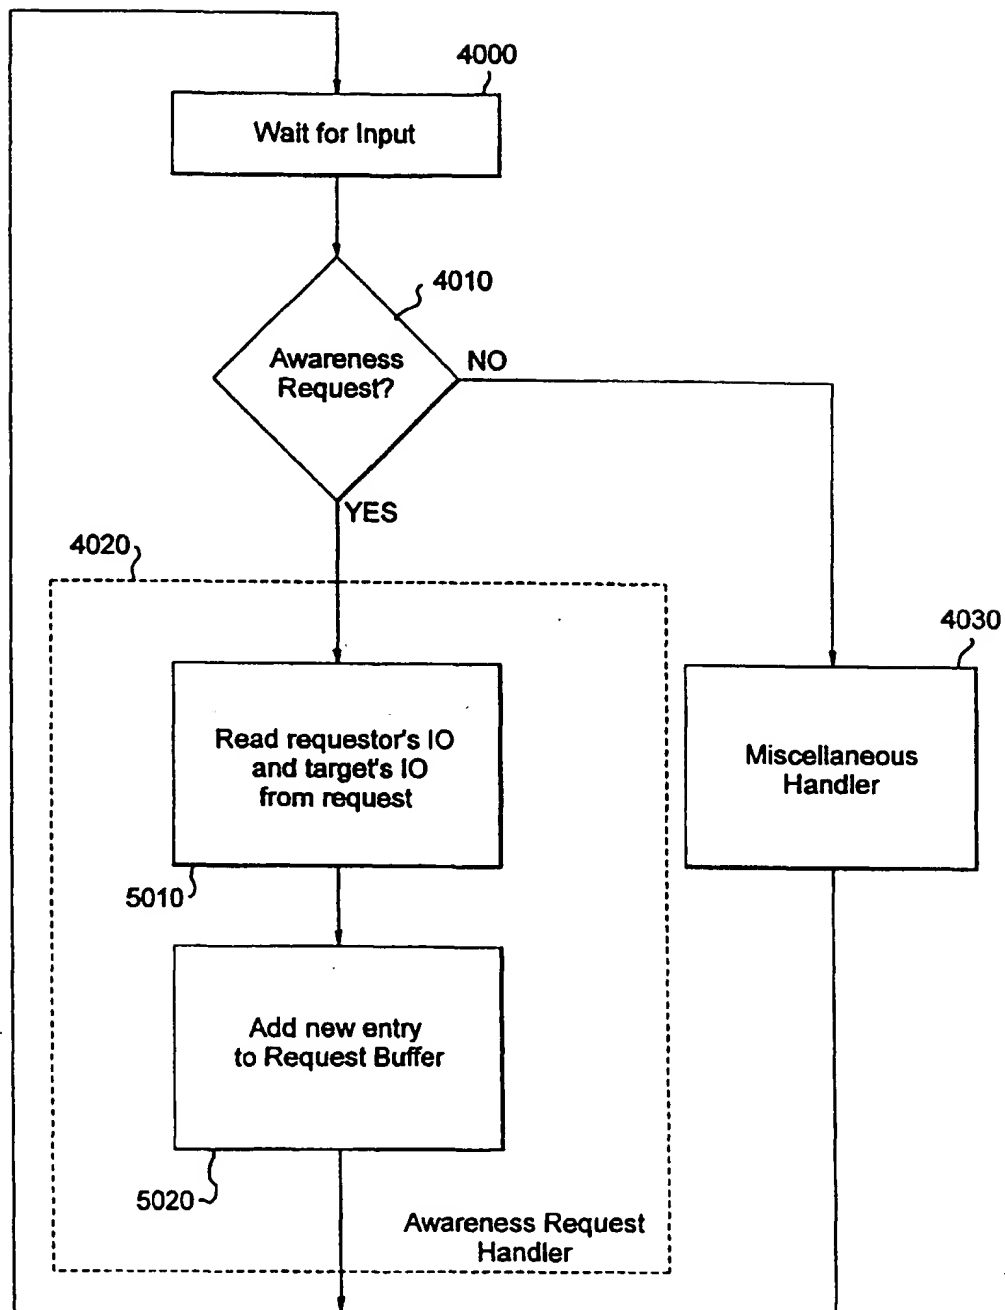 4000
Wait for Input
4010
Awareness
Request?
NO
YES
4020
4030
Read requestor's IO
and target's IO
from request
Miscellaneous
Handler
5010
Add new entry
to Request Buffer
5020
Awareness Request
Handler